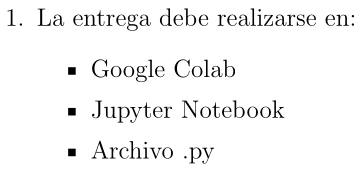 1. La entrega debe realizarse en:
▪ Google Colab
▪ Jupyter Notebook
▪ Archivo .py